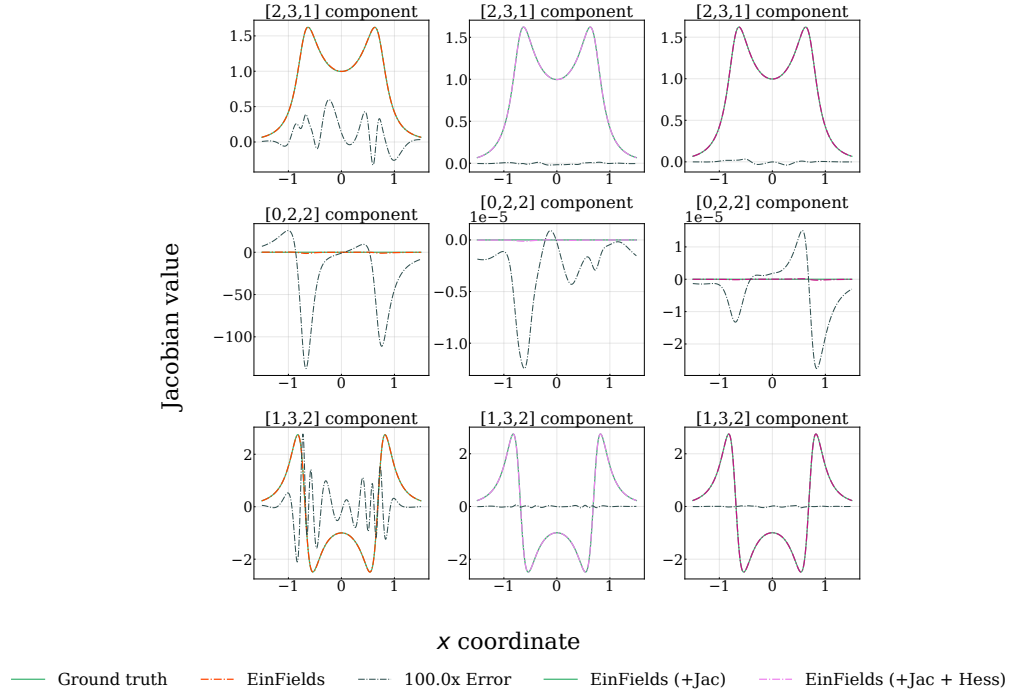 [2,3,1] component [2,3,1] component [2,3,1] component
1.5 1.5 1.5
1.0 1.0 1.0
0.5 0.5 0.5
0.0 0.0 0.0
−1 0 1 −1 0 1 −1 0 1
[0,2,2] component [0,2,2] component [0,2,2] component
1e−5 1e−5
0 0.0 1
−50 −0.5 0
−100 −1.0 −1
−2
−1 0 1 −1 0 1 −1 0 1
Jacobian value
[1,3,2] component [1,3,2] component [1,3,2] component
2 2 2
0 0 0
−2 −2 −2
−1 0 1 −1 0 1 −1 0 1
x coordinate
Ground truth EinFields 100.0x Error EinFields (+Jac) EinFields (+Jac + Hess)